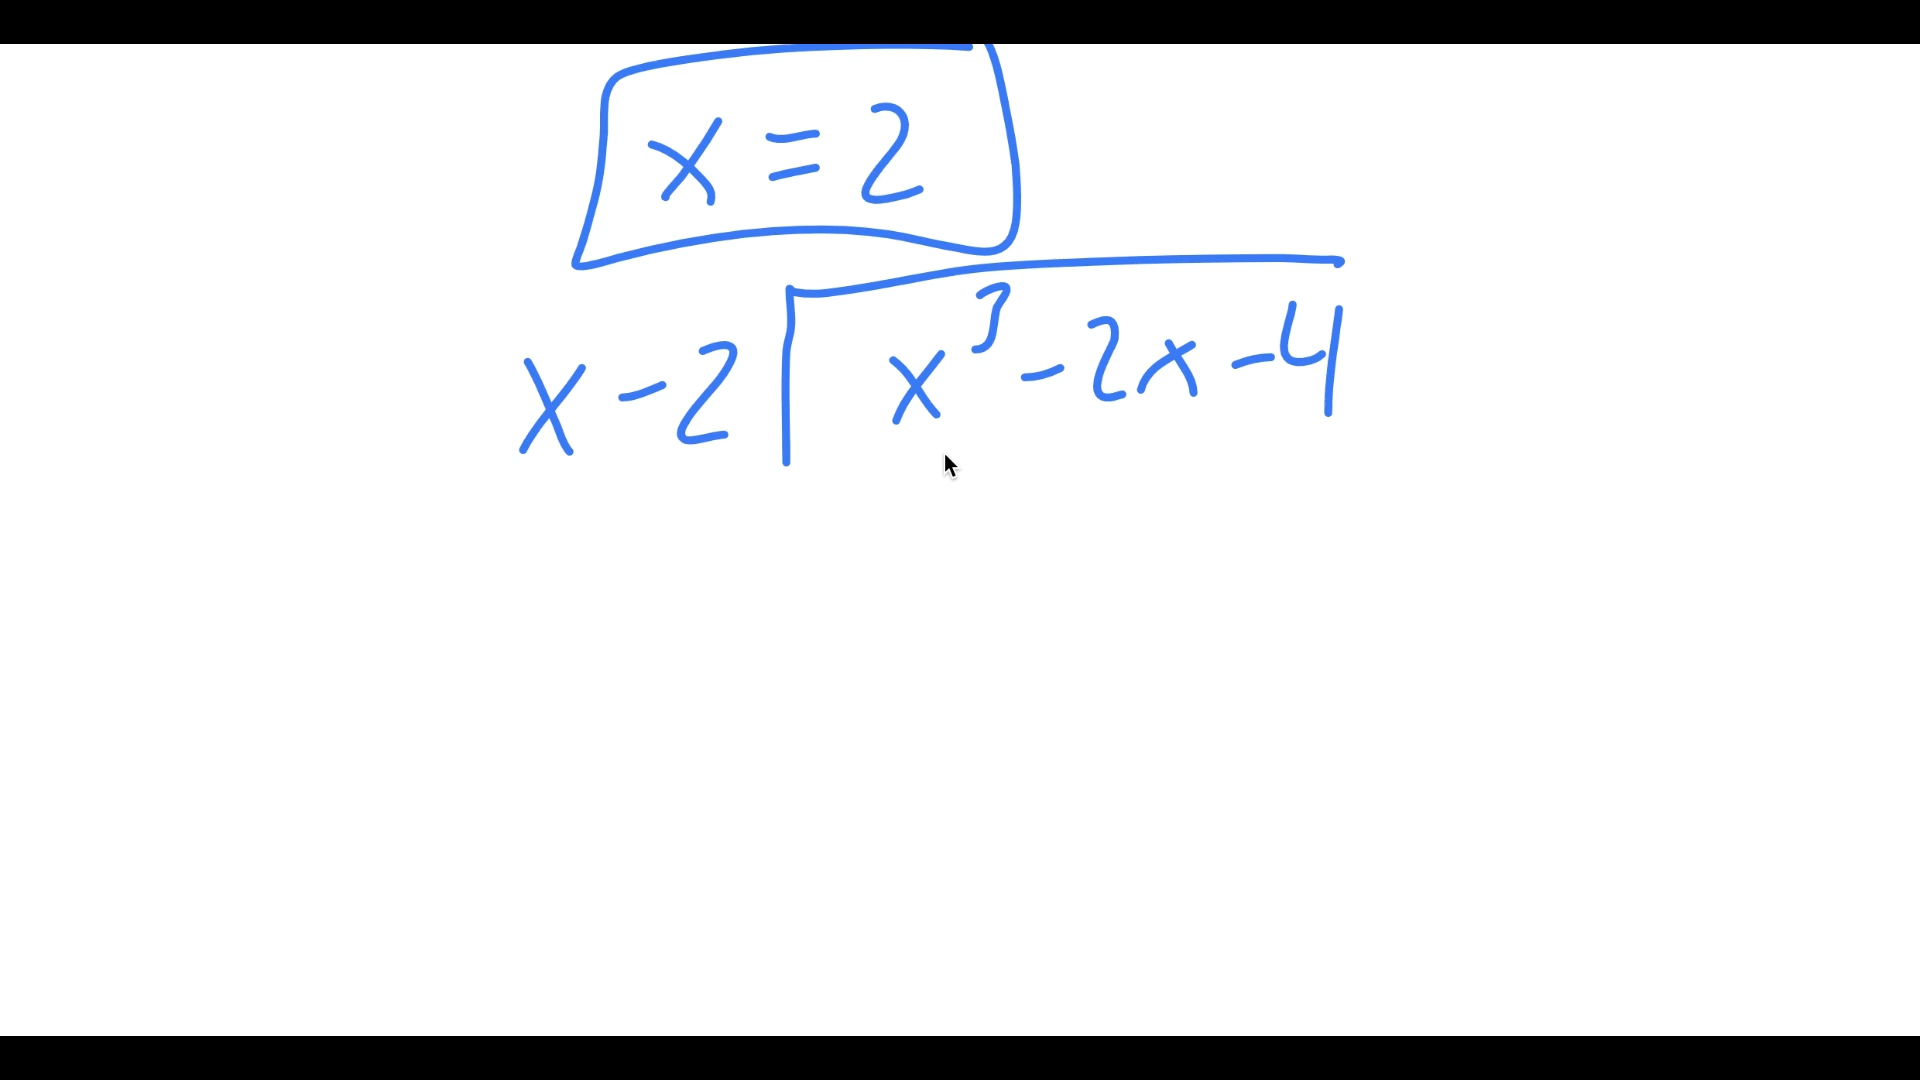 x = 2
x - 2 | x³ - 2x - 4